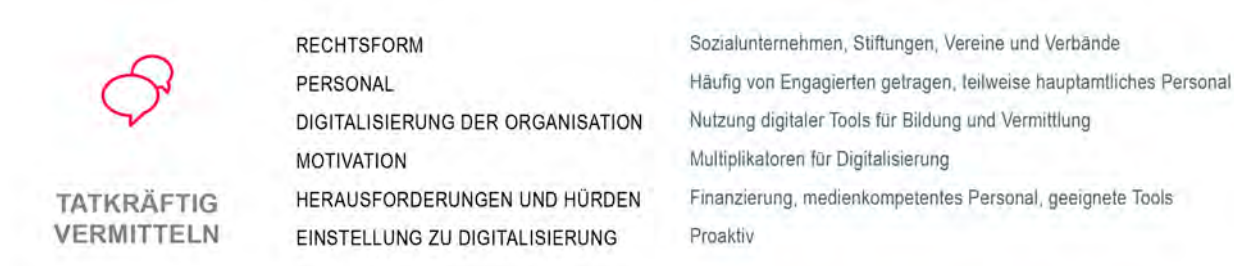 RECHTSFORM Sozialunternehmen, Stiftungen, Vereine und Verbände
PERSONAL Häufig von Engagierten getragen, teilweise hauptamtliches Personal
DIGITALISIERUNG DER ORGANISATION Nutzung digitaler Tools für Bildung und Vermittlung
MOTIVATION Multiplikatoren für Digitalisierung
HERAUSFORDERUNGEN UND HÜRDEN Finanzierung, medienkompetentes Personal, geeignete Tools
EINSTELLUNG ZU DIGITALISIERUNG Proaktiv
TATKRÄFTIG
VERMITTELN